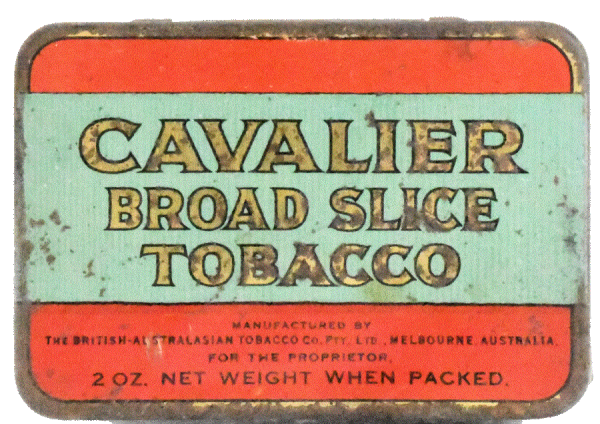 CAVALIER
BROAD SLICE
TOBACCO
MANUFACTURED BY
THE BRITISH-AUSTRALASIAN TOBACCO CO. PTY. LTD., MELBOURNE, AUSTRALIA,
FOR THE PROPRIETOR.
2 OZ. NET WEIGHT WHEN PACKED.